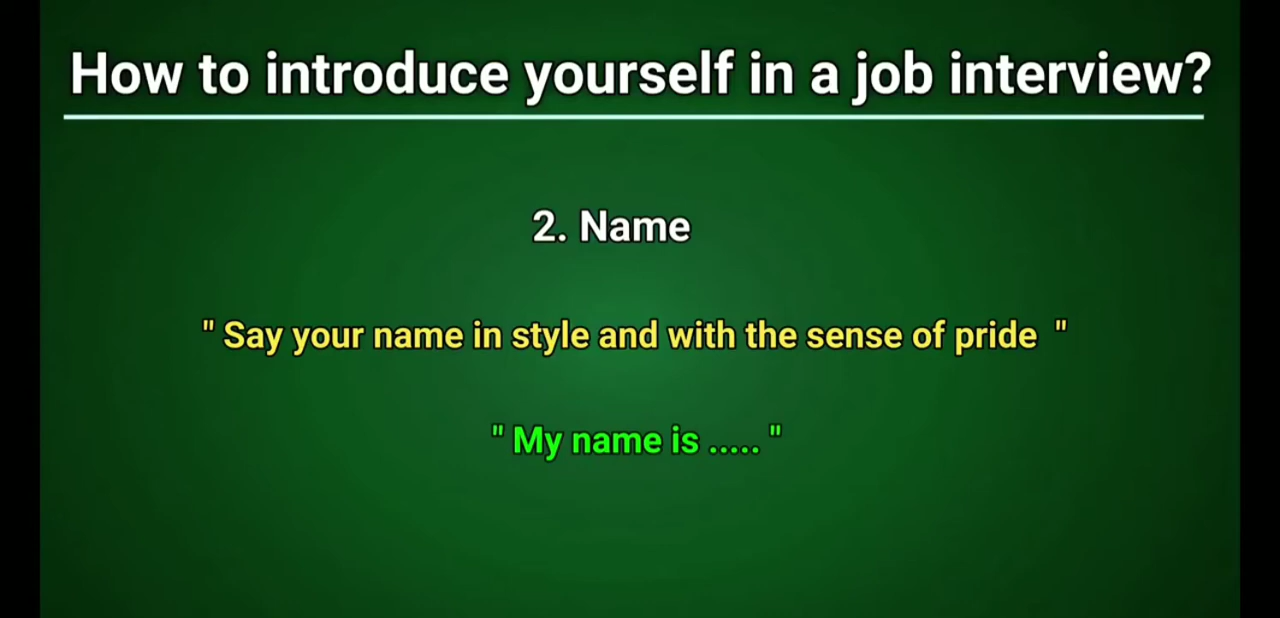 How to introduce yourself in a job interview?
2. Name
" Say your name in style and with the sense of pride "
" My name is ..... "